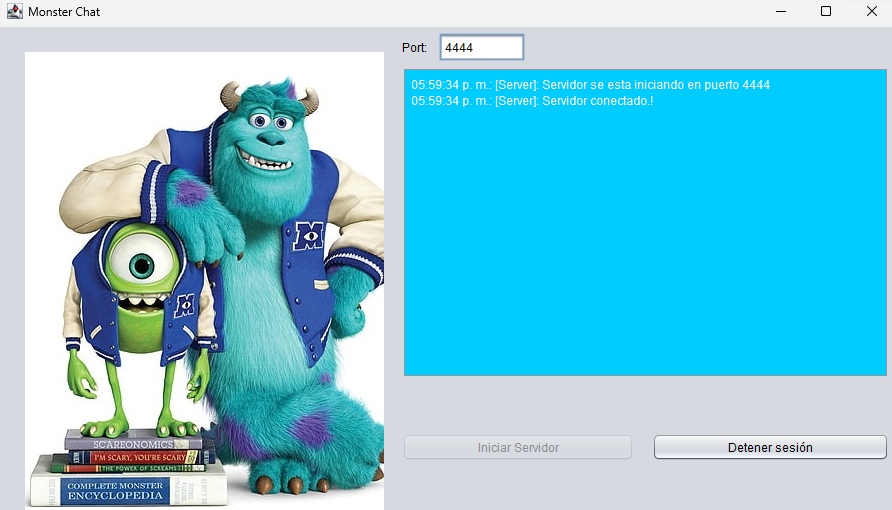 Monster Chat
Port: 4444
05:59:34 p. m.: [Server]: Servidor se esta iniciando en puerto 4444
05:59:34 p. m.: [Server]: Servidor conectado.!
M
M
SCAREONOMICS
I'M SCARY, YOU'RE SCARY
THE POWER OF SCREAMS
COMPLETE MONSTER
ENCYCLOPEDIA
Iniciar Servidor
Detener sesión